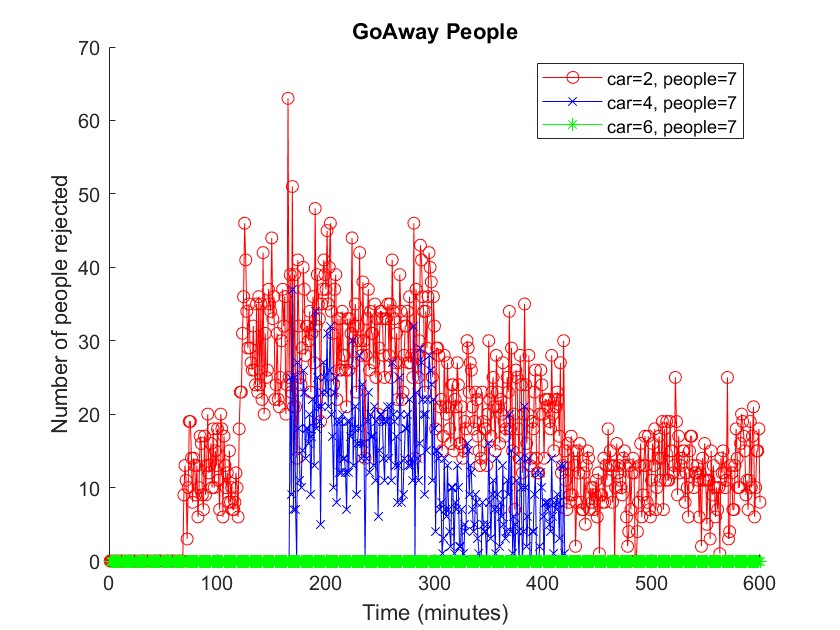 GoAway People
70
60
50
40
30
20
10
0
Number of people rejected
car=2, people=7
car=4, people=7
car=6, people=7
0 100 200 300 400 500 600
Time (minutes)